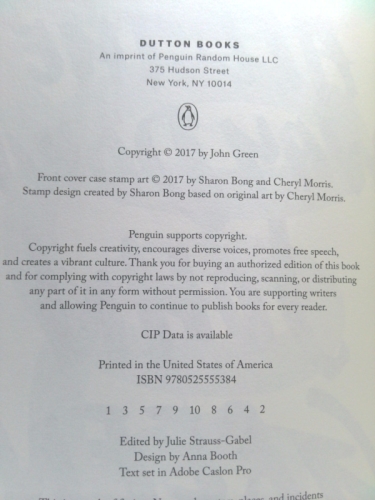 DUTTON BOOKS
An imprint of Penguin Random House LLC
375 Hudson Street
New York, NY 10014
Copyright © 2017 by John Green
Front cover case stamp art © 2017 by Sharon Bong and Cheryl Morris.
Stamp design created by Sharon Bong based on original art by Cheryl Morris.
Penguin supports copyright.
Copyright fuels creativity, encourages diverse voices, promotes free speech,
and creates a vibrant culture. Thank you for buying an authorized edition of this book
and for complying with copyright laws by not reproducing, scanning, or distributing
any part of it in any form without permission. You are supporting writers
and allowing Penguin to continue to publish books for every reader.
CIP Data is available
Printed in the United States of America
ISBN 9780525555384
1 3 5 7 9 10 8 6 4 2
Edited by Julie Strauss-Gabel
Design by Anna Booth
Text set in Adobe Caslon Pro
and incidents